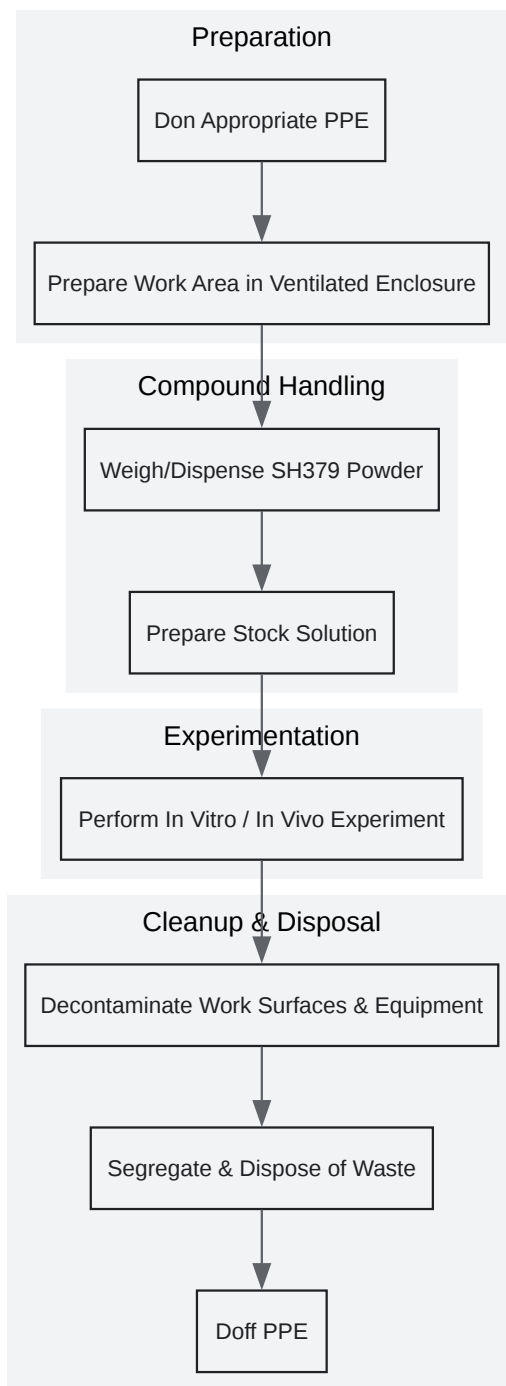 Preparation
Don Appropriate PPE
Prepare Work Area in Ventilated Enclosure
Compound Handling
Weigh/Dispense SH379 Powder
Prepare Stock Solution
Experimentation
Perform In Vitro / In Vivo Experiment
Cleanup & Disposal
Decontaminate Work Surfaces & Equipment
Segregate & Dispose of Waste
Doff PPE